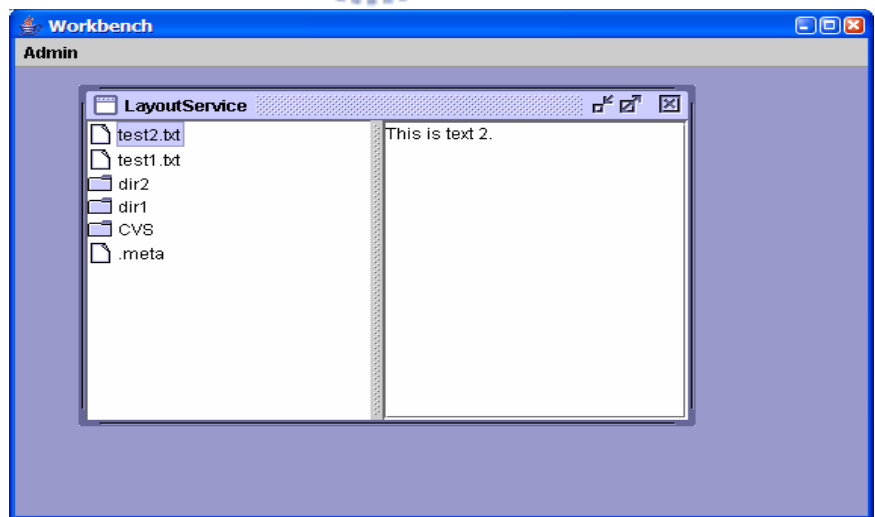 Workbench
Admin
LayoutService
test2.txt
test1.txt
dir2
dir1
CVS
.meta
This is text 2.